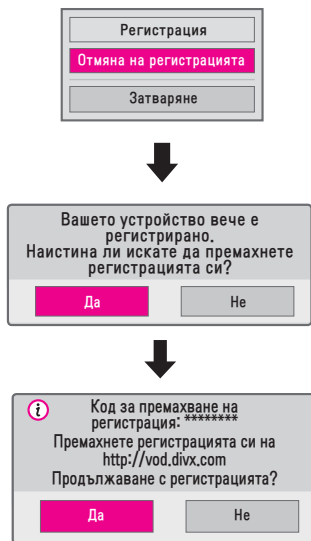 Регистрация
Отмяна на регистрацията
Затваряне
Вашето устройство вече е
регистрирано.
Наистина ли искате да премахнете
регистрацията си?
Да
Не
i
Код за премахване на
регистрация: ********
Премахнете регистрацията си на
http://vod.divx.com
Продължаване с регистрацията?
Да
Не